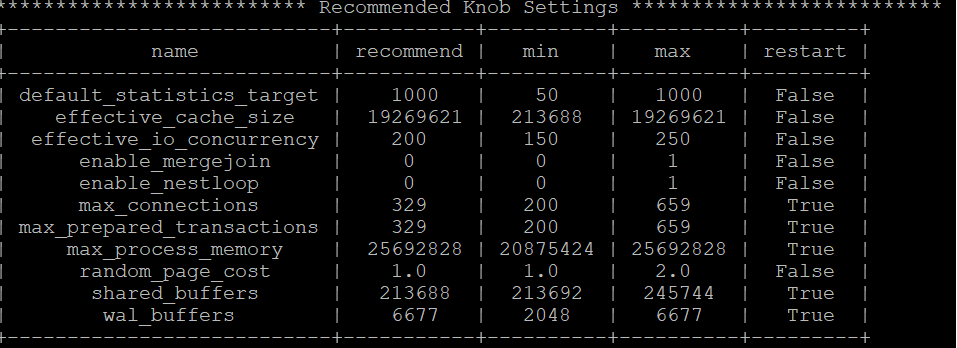 ************************** Recommended Knob Settings **************************
+---------------------------+-----------+----------+----------+---------+
| name | recommend | min | max | restart |
+---------------------------+-----------+----------+----------+---------+
| default_statistics_target | 1000 | 50 | 1000 | False |
| effective_cache_size | 19269621 | 213688 | 19269621 | False |
| effective_io_concurrency | 200 | 150 | 250 | False |
| enable_mergejoin | 0 | 0 | 1 | False |
| enable_nestloop | 0 | 0 | 1 | False |
| max_connections | 329 | 200 | 659 | True |
| max_prepared_transactions | 329 | 200 | 659 | True |
| max_process_memory | 25692828 | 20875424 | 25692828 | True |
| random_page_cost | 1.0 | 1.0 | 2.0 | False |
| shared_buffers | 213688 | 213692 | 245744 | True |
| wal_buffers | 6677 | 2048 | 6677 | True |
+---------------------------+-----------+----------+----------+---------+